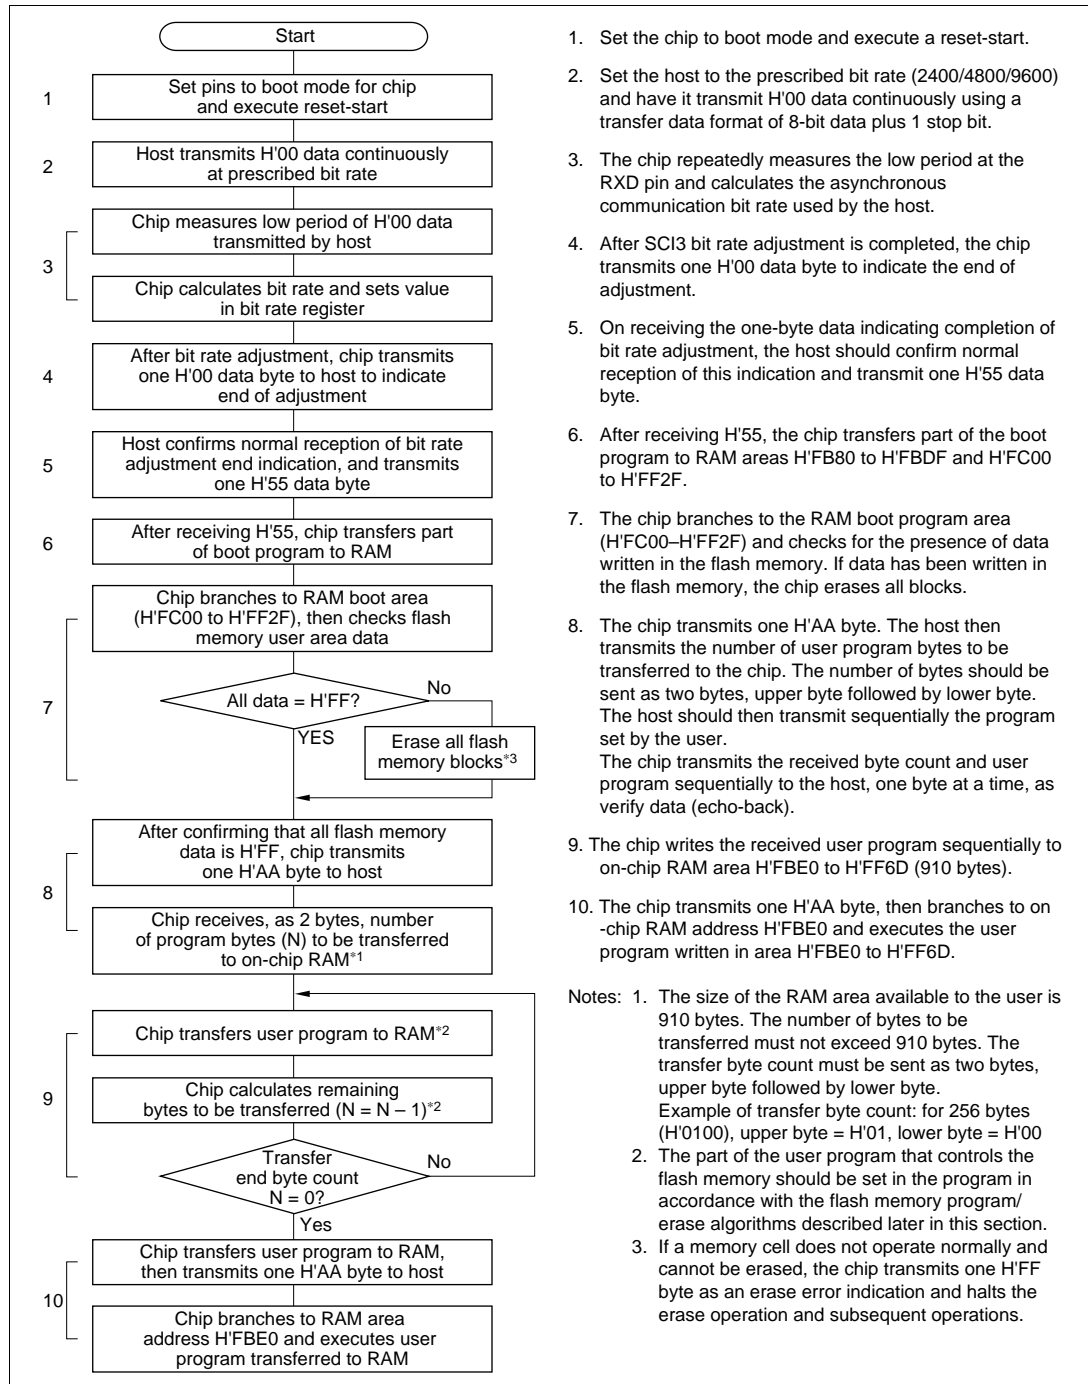 Start
1
Set pins to boot mode for chip
and execute reset-start
2
Host transmits H'00 data continuously
at prescribed bit rate
3
Chip measures low period of H'00 data
transmitted by host
Chip calculates bit rate and sets value
in bit rate register
4
After bit rate adjustment, chip transmits
one H'00 data byte to host to indicate
end of adjustment
5
Host confirms normal reception of bit rate
adjustment end indication, and transmits
one H'55 data byte
6
After receiving H'55, chip transfers part
of boot program to RAM
7
Chip branches to RAM boot area
(H'FC00 to H'FF2F), then checks flash
memory user area data
All data = H'FF?
No
YES
Erase all flash
memory blocks*3
8
After confirming that all flash memory
data is H'FF, chip transmits
one H'AA byte to host
Chip receives, as 2 bytes, number
of program bytes (N) to be transferred
to on-chip RAM*1
9
Chip transfers user program to RAM*2
Chip calculates remaining
bytes to be transferred (N = N – 1)*2
Transfer
end byte count
N = 0?
No
Yes
10
Chip transfers user program to RAM,
then transmits one H'AA byte to host
Chip branches to RAM area
address H'FBE0 and executes user
program transferred to RAM
1. Set the chip to boot mode and execute a reset-start.
2. Set the host to the prescribed bit rate (2400/4800/9600)
and have it transmit H'00 data continuously using a
transfer data format of 8-bit data plus 1 stop bit.
3. The chip repeatedly measures the low period at the
RXD pin and calculates the asynchronous
communication bit rate used by the host.
4. After SCI3 bit rate adjustment is completed, the chip
transmits one H'00 data byte to indicate the end of
adjustment.
5. On receiving the one-byte data indicating completion of
bit rate adjustment, the host should confirm normal
reception of this indication and transmit one H'55 data
byte.
6. After receiving H'55, the chip transfers part of the boot
program to RAM areas H'FB80 to H'FBDF and H'FC00
to H'FF2F.
7. The chip branches to the RAM boot program area
(H'FC00–H'FF2F) and checks for the presence of data
written in the flash memory. If data has been written in
the flash memory, the chip erases all blocks.
8. The chip transmits one H'AA byte. The host then
transmits the number of user program bytes to be
transferred to the chip. The number of bytes should be
sent as two bytes, upper byte followed by lower byte.
The host should then transmit sequentially the program
set by the user.
The chip transmits the received byte count and user
program sequentially to the host, one byte at a time, as
verify data (echo-back).
9. The chip writes the received user program sequentially to
on-chip RAM area H'FBE0 to H'FF6D (910 bytes).
10. The chip transmits one H'AA byte, then branches to on
-chip RAM address H'FBE0 and executes the user
program written in area H'FBE0 to H'FF6D.
Notes: 1. The size of the RAM area available to the user is
910 bytes. The number of bytes to be
transferred must not exceed 910 bytes. The
transfer byte count must be sent as two bytes,
upper byte followed by lower byte.
Example of transfer byte count: for 256 bytes
(H'0100), upper byte = H'01, lower byte = H'00
2. The part of the user program that controls the
flash memory should be set in the program in
accordance with the flash memory program/
erase algorithms described later in this section.
3. If a memory cell does not operate normally and
cannot be erased, the chip transmits one H'FF
byte as an erase error indication and halts the
erase operation and subsequent operations.